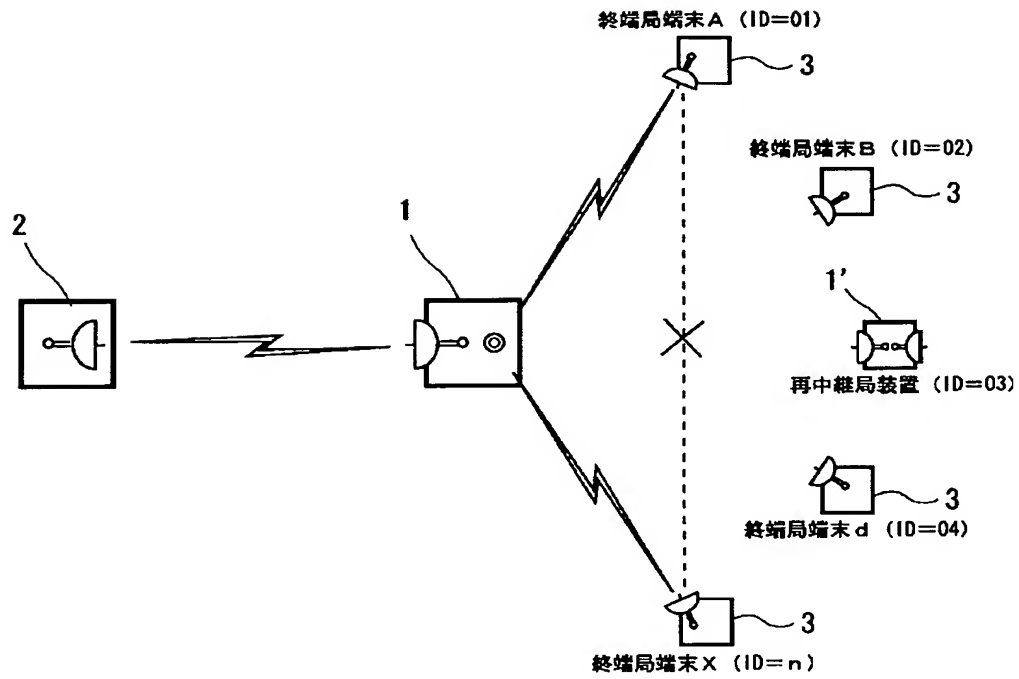 終端局端末A (ID=01)
3
終端局端末B (ID=02)
3
2
1
1'
再中継局装置 (ID=03)
3
終端局端末d (ID=04)
3
終端局端末X (ID=n)